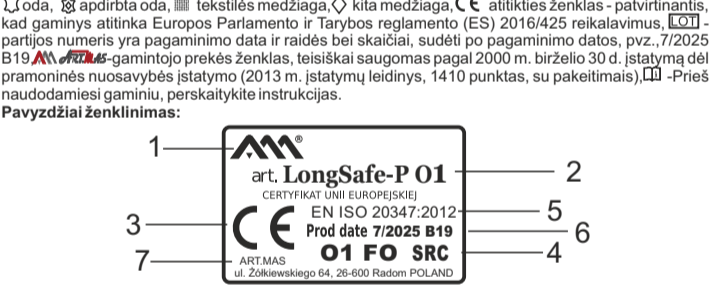 oda, apdirbta oda, tekstilės medžiaga, kita medžiaga, CE atitikties ženklas - patvirtinantis,
kad gaminys atitinka Europos Parlamento ir Tarybos reglamento (ES) 2016/425 reikalavimus, LOT -
partijos numeris yra pagaminimo data ir raidės bei skaičiai, sudėti po pagaminimo datos, pvz.,7/2025
B19 AM ARTMAS-gamintojo prekės ženklas, teisiškai saugomas pagal 2000 m. birželio 30 d. įstatymą dėl
pramoninės nuosavybės įstatymo (2013 m. įstatymų leidinys, 1410 punktas, su pakeitimais), -Prieš
naudodamiesi gaminiu, perskaitykite instrukcijas.
Pavyzdžiai ženklinimas:
1 AM®
art. LongSafe-P O1 2
CERTYFIKAT UNII EUROPEJSKIEJ
3 CE EN ISO 20347:2012 5
Prod date 7/2025 B19 6
O1 FO SRC 4
7 ART.MAS
ul. Żółkiewskiego 64, 26-600 Radom POLAND